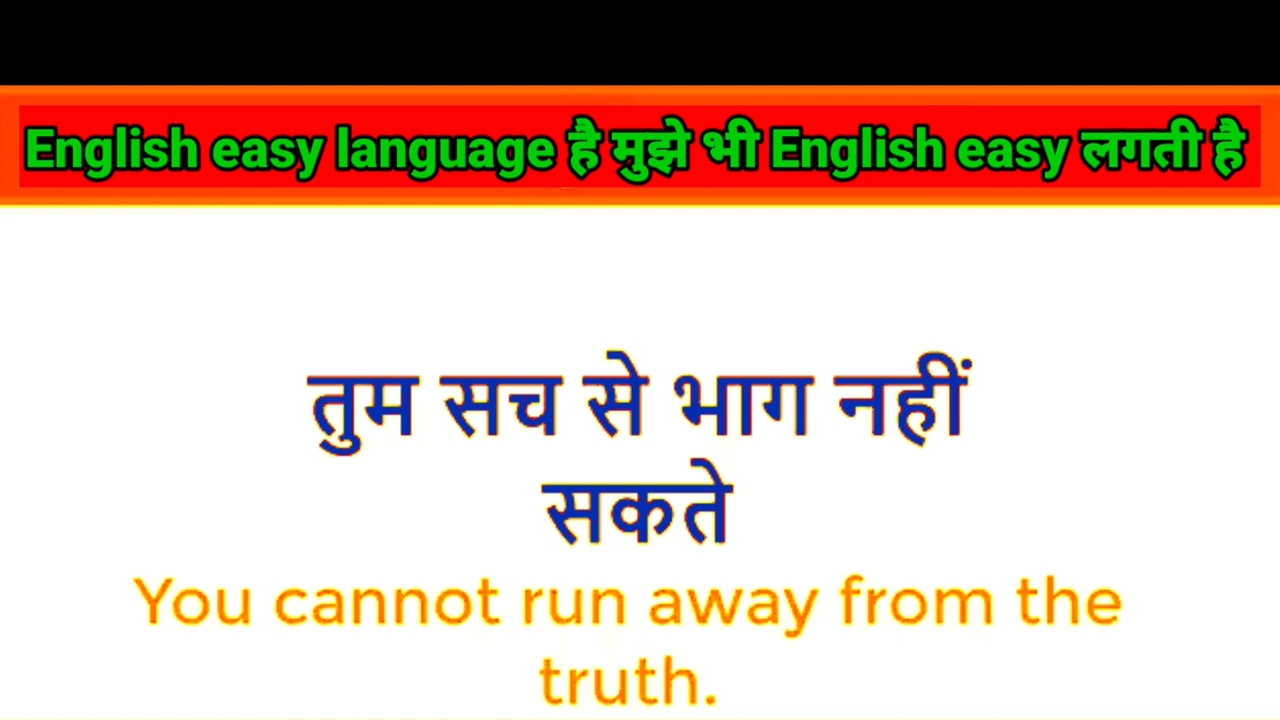 English easy language है मुझे भी English easy लगती है
तुम सच से भाग नहीं
सकते
You cannot run away from the
truth.